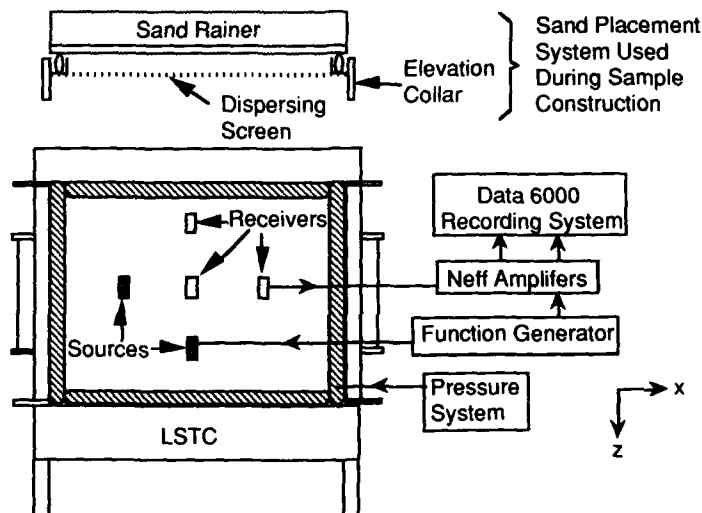 Sand Rainer
Elevation
Collar
Dispersing
Screen
Sand Placement
System Used
During Sample
Construction
Receivers
Sources
Data 6000
Recording System
Neff Amplifers
Function Generator
Pressure
System
LSTC
x
z